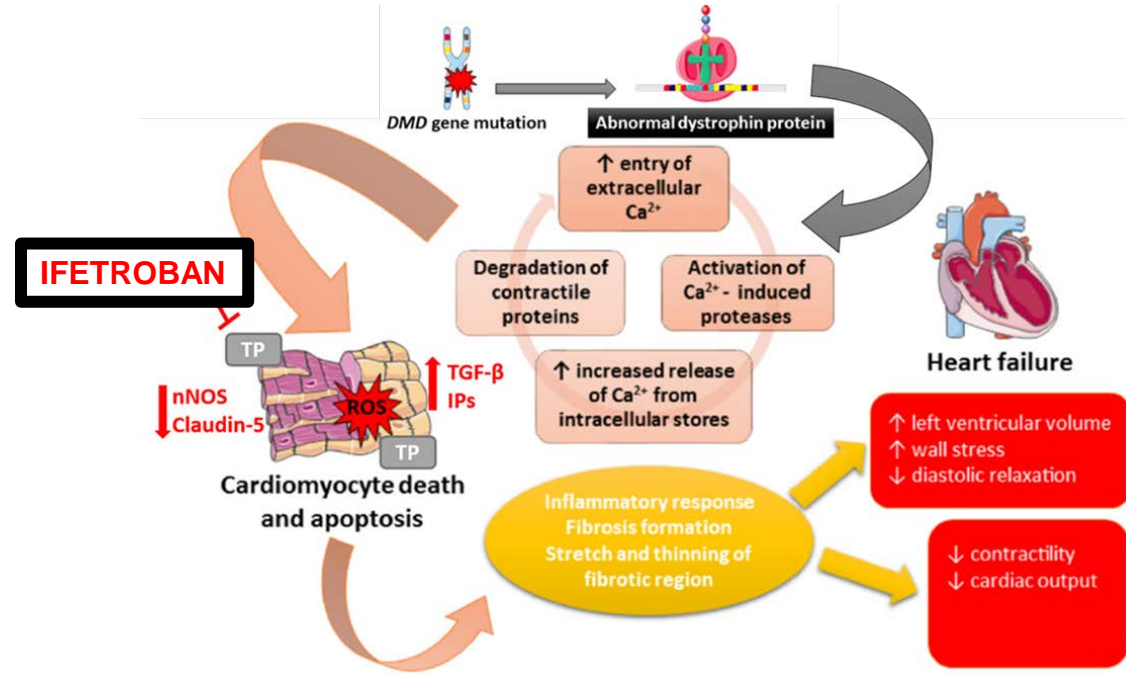 DMD gene mutation
Abnormal dystrophin protein
↑ entry of
extracellular
Ca²⁺
IFETROBAN
Degradation of
contractile
proteins
Activation of
Ca²⁺ - induced
proteases
↑ increased release
of Ca²⁺ from
intracellular stores
TP
nNOS
Claudin-5
ROS
TGF-β
IPs
TP
Cardiomyocyte death
and apoptosis
Inflammatory response
Fibrosis formation
Stretch and thinning of
fibrotic region
Heart failure
↑ left ventricular volume
↑ wall stress
↓ diastolic relaxation
↓ contractility
↓ cardiac output